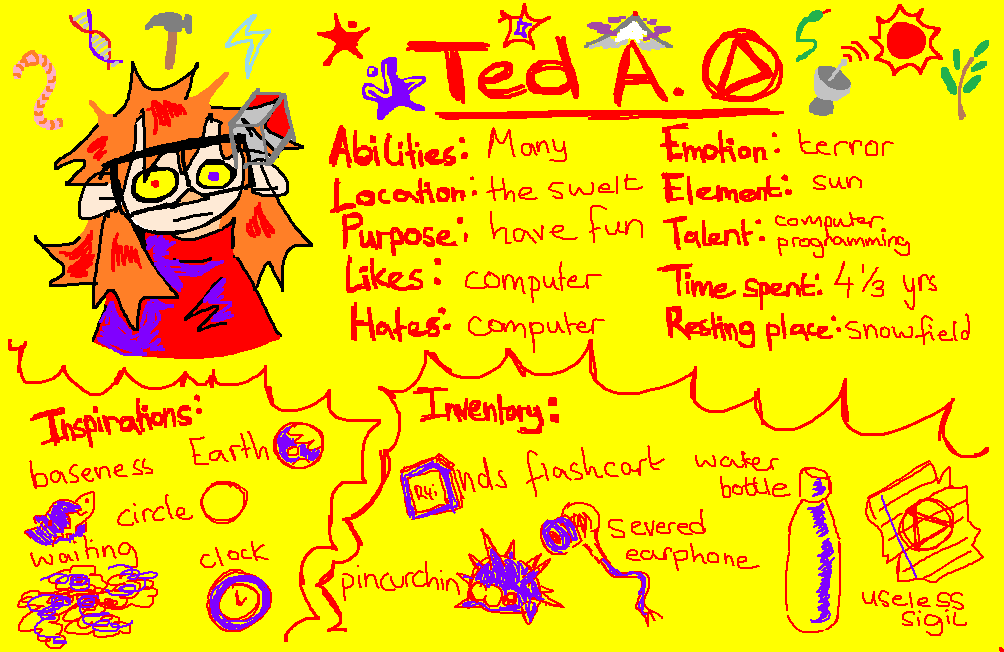 Ted A.
Abilities: Many
Location: the swelt
Purpose: have fun
Likes: computer
Hates: computer
Emotion: terror
Element: sun
Talent: computer
programming
Time spent: 4 1/3 yrs
Resting place: snowfield
Inspirations:
Earth
baseness
circle
waiting
clock
Inventory:
R4i
nds flashcart
water
bottle
severed
earphone
pincurchin
useless
sigil